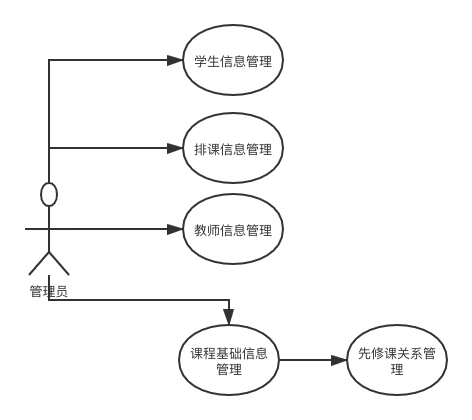 学生信息管理
排课信息管理
教师信息管理
管理员
课程基础信息
管理
先修课关系管
理